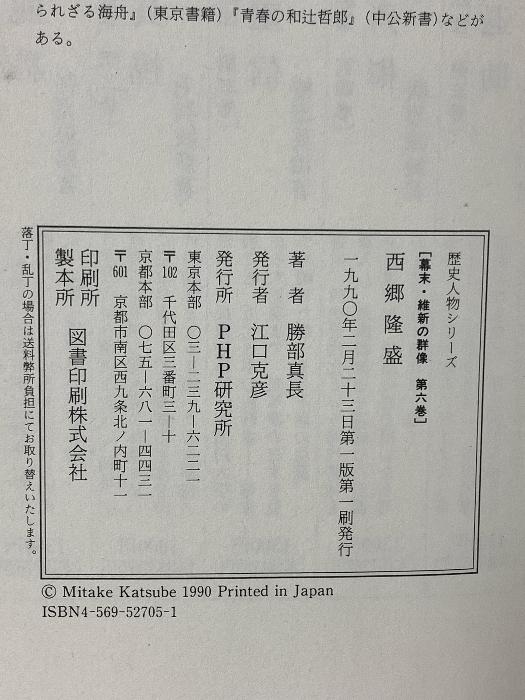 られざる海舟』（東京書籍）『青春の和辻哲郎』（中公新書）などが
ある。
歴史人物シリーズ
［幕末・維新の群像　第六巻］
西郷隆盛
一九九〇年二月二十三日第一版第一刷発行
著　者　勝部真長
発行者　江口克彦
発行所　PHP研究所
東京本部　〇三―二三九―六二二一
〒102　千代田区三番町三―十
京都本部　〇七五―六八一―四四三一
〒601　京都市南区西九条北ノ内町十一
印刷所
製本所　図書印刷株式会社
落丁・乱丁の場合は送料弊所負担にてお取り替えいたします。
© Mitake Katsube 1990 Printed in Japan
ISBN4-569-52705-1